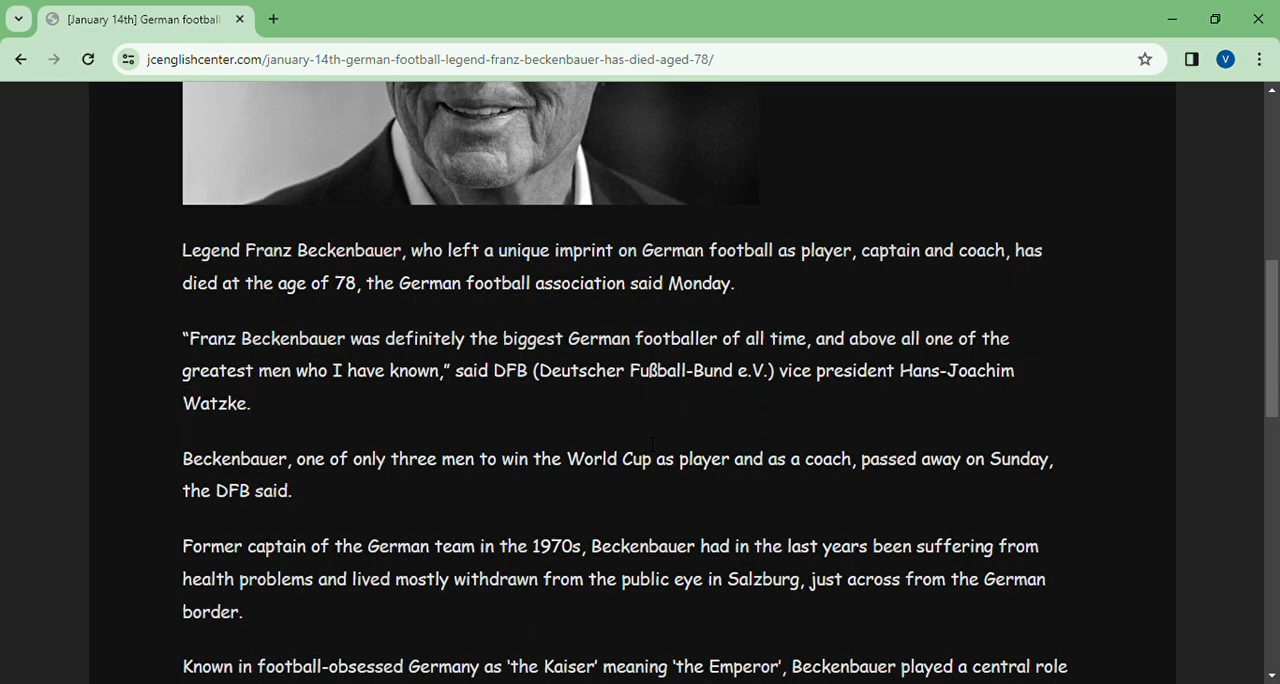 [January 14th] German football
jcenglishcenter.com/january-14th-german-football-legend-franz-beckenbauer-has-died-aged-78/
V
Legend Franz Beckenbauer, who left a unique imprint on German football as player, captain and coach, has
died at the age of 78, the German football association said Monday.
“Franz Beckenbauer was definitely the biggest German footballer of all time, and above all one of the
greatest men who I have known,” said DFB (Deutscher Fußball-Bund e.V.) vice president Hans-Joachim
Watzke.
Beckenbauer, one of only three men to win the World Cup as player and as a coach, passed away on Sunday,
the DFB said.
Former captain of the German team in the 1970s, Beckenbauer had in the last years been suffering from
health problems and lived mostly withdrawn from the public eye in Salzburg, just across from the German
border.
Known in football-obsessed Germany as ‘the Kaiser’ meaning ‘the Emperor’, Beckenbauer played a central role